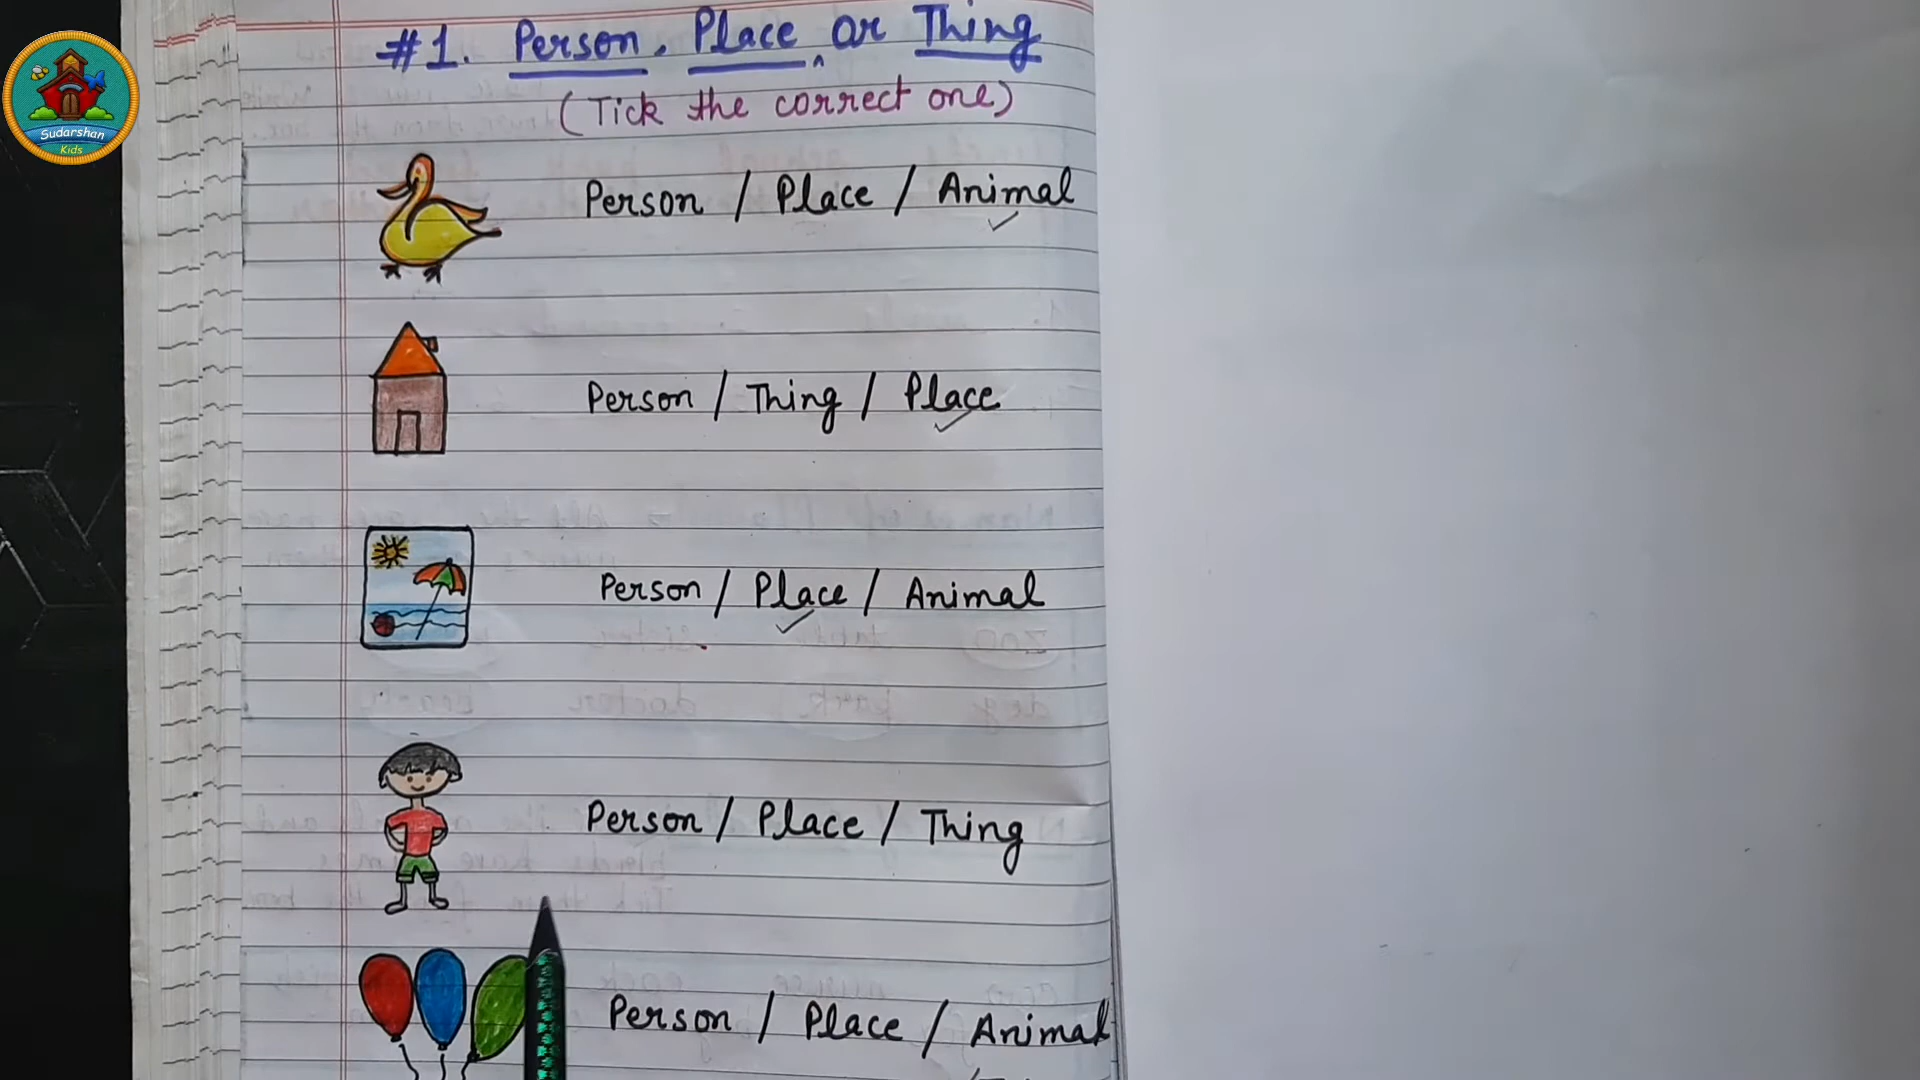 #1. Person, Place, or Thing
(Tick the correct one)
Sudarshan
Kids
Person / Place / Animal
Person / Thing / Place
Person / Place / Animal
Person / Place / Thing
Person / Place / Animal